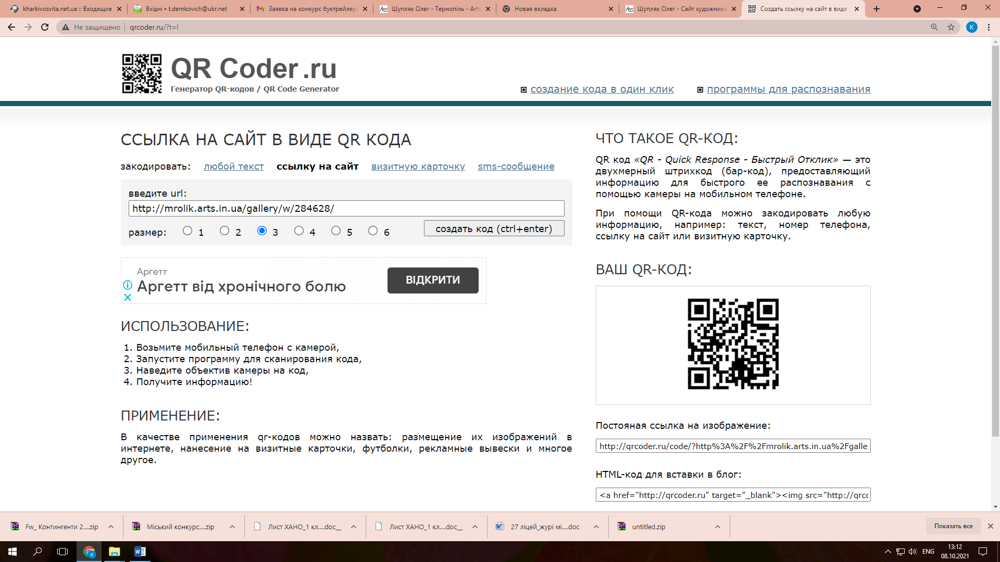 kharkivosvita.net.ua :: Входящие
Вхідні • t.demkovich@ukr.net
Заявка на конкурс буктрейлер
Шупляк Олег - Тернопіль - Arts
Новая вкладка
Шупляк Олег - Сайт художника
Создать ссылку на сайт в виде
Не защищено
qrcoder.ru/?t=l
K
QR Coder.ru
Генератор QR-кодов / QR Code Generator
создание кода в один клик
программы для распознавания
ССЫЛКА НА САЙТ В ВИДЕ QR КОДА
закодировать: любой текст ссылку на сайт визитную карточку sms-сообщение
введите url:
http://mrolik.arts.in.ua/gallery/w/284628/
размер: 1 2 3 4 5 6
создать код (ctrl+enter)
Аргетт
Аргетт від хронічного болю
ВІДКРИТИ
ИСПОЛЬЗОВАНИЕ:
1. Возьмите мобильный телефон с камерой,
2. Запустите программу для сканирования кода,
3. Наведите объектив камеры на код,
4. Получите информацию!
ПРИМЕНЕНИЕ:
В качестве применения qr-кодов можно назвать: размещение их изображений в
интернете, нанесение на визитные карточки, футболки, рекламные вывески и многое
другое.
ЧТО ТАКОЕ QR-КОД:
QR код «QR - Quick Response - Быстрый Отклик» — это
двухмерный штрихкод (бар-код), предоставляющий
информацию для быстрого ее распознавания с
помощью камеры на мобильном телефоне.
При помощи QR-кода можно закодировать любую
информацию, например: текст, номер телефона,
ссылку на сайт или визитную карточку.
ВАШ QR-КОД:
Постояная ссылка на изображение:
http://qrcoder.ru/code/?http%3A%2F%2Fmrolik.arts.in.ua%2Fgalle
HTML-код для вставки в блог:
<a href="http://qrcoder.ru" target="_blank"><img src="http://qrco
Fw_ Контингенти 2....zip
Міський конкурс....zip
Лист ХАНО_1 кл....doc__
Лист ХАНО_1 кл....doc__
27 ліцей_журі мі....doc
untitled.zip
Показать все
K
ENG
13:12
08.10.2021